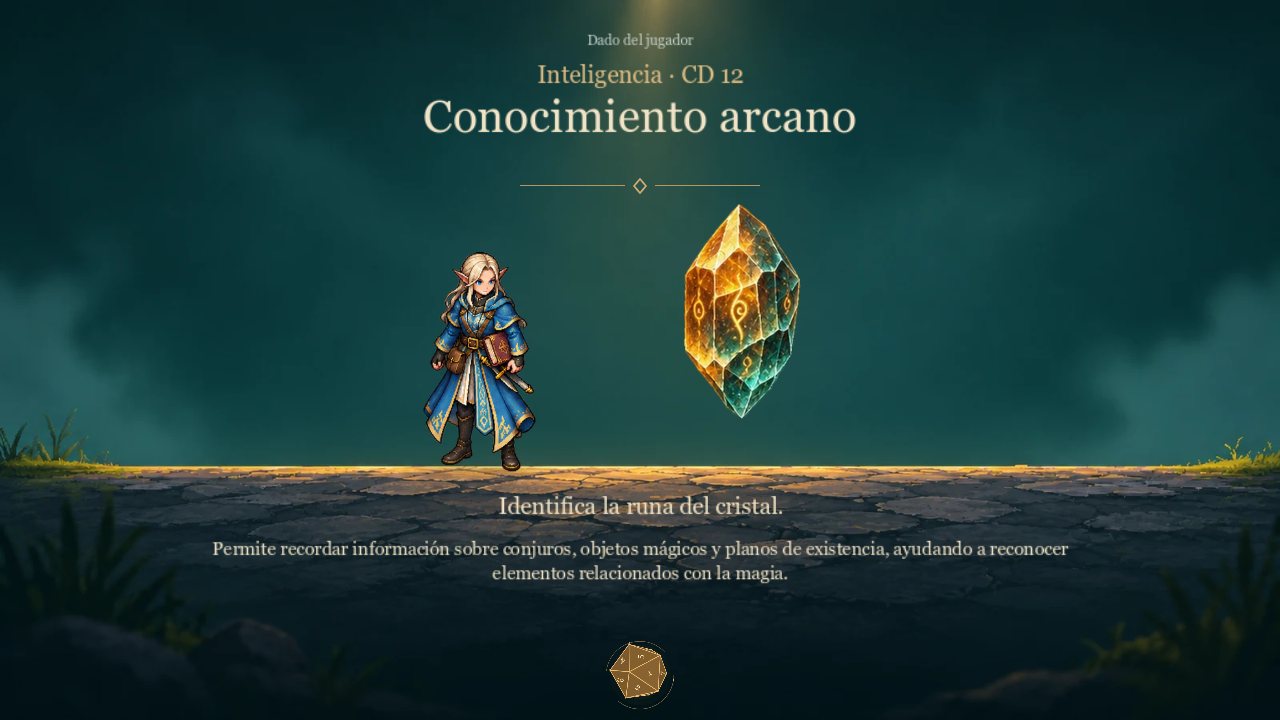 Dado del jugador
Inteligencia · CD 12
Conocimiento arcano
Identifica la runa del cristal.
Permite recordar información sobre conjuros, objetos mágicos y planos de existencia, ayudando a reconocer
elementos relacionados con la magia.